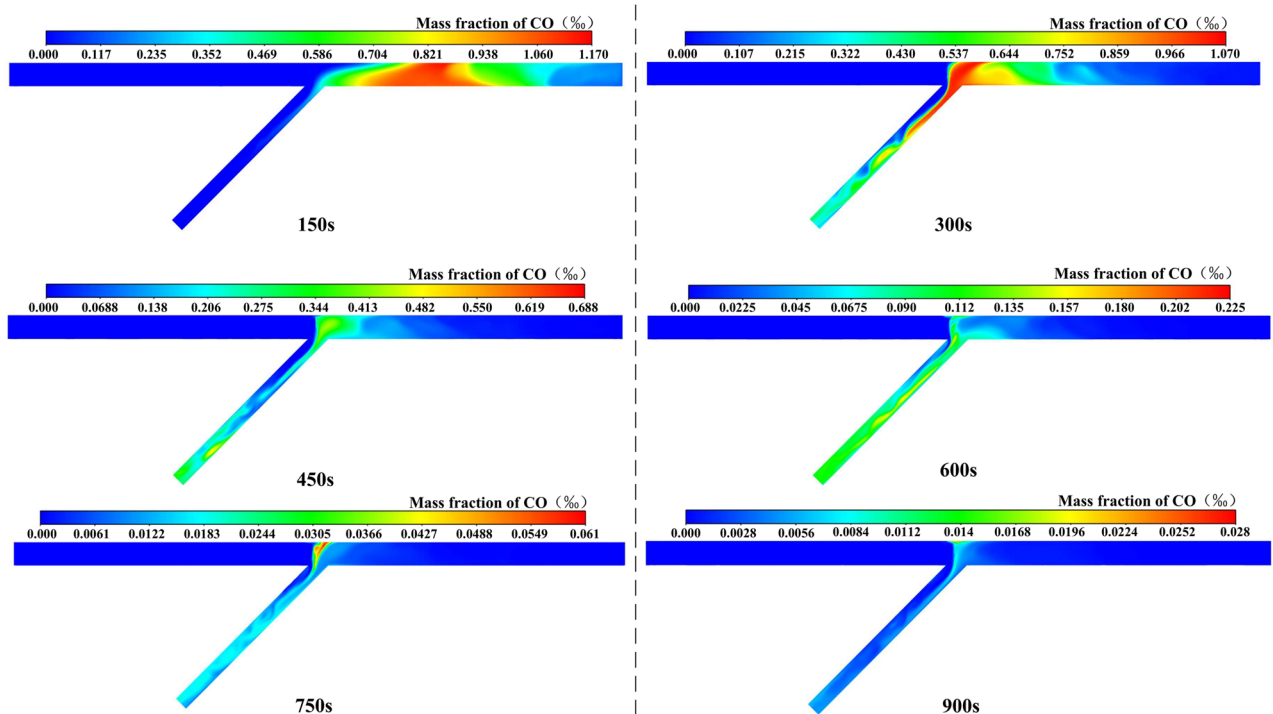 Mass fraction of CO（‰）
0.000 0.117 0.235 0.352 0.469 0.586 0.704 0.821 0.938 1.060 1.170
150s
Mass fraction of CO（‰）
0.000 0.107 0.215 0.322 0.430 0.537 0.644 0.752 0.859 0.966 1.070
300s
Mass fraction of CO（‰）
0.000 0.0688 0.138 0.206 0.275 0.344 0.413 0.482 0.550 0.619 0.688
450s
Mass fraction of CO（‰）
0.000 0.0225 0.045 0.0675 0.090 0.112 0.135 0.157 0.180 0.202 0.225
600s
Mass fraction of CO（‰）
0.000 0.0061 0.0122 0.0183 0.0244 0.0305 0.0366 0.0427 0.0488 0.0549 0.061
750s
Mass fraction of CO（‰）
0.000 0.0028 0.0056 0.0084 0.0112 0.014 0.0168 0.0196 0.0224 0.0252 0.028
900s